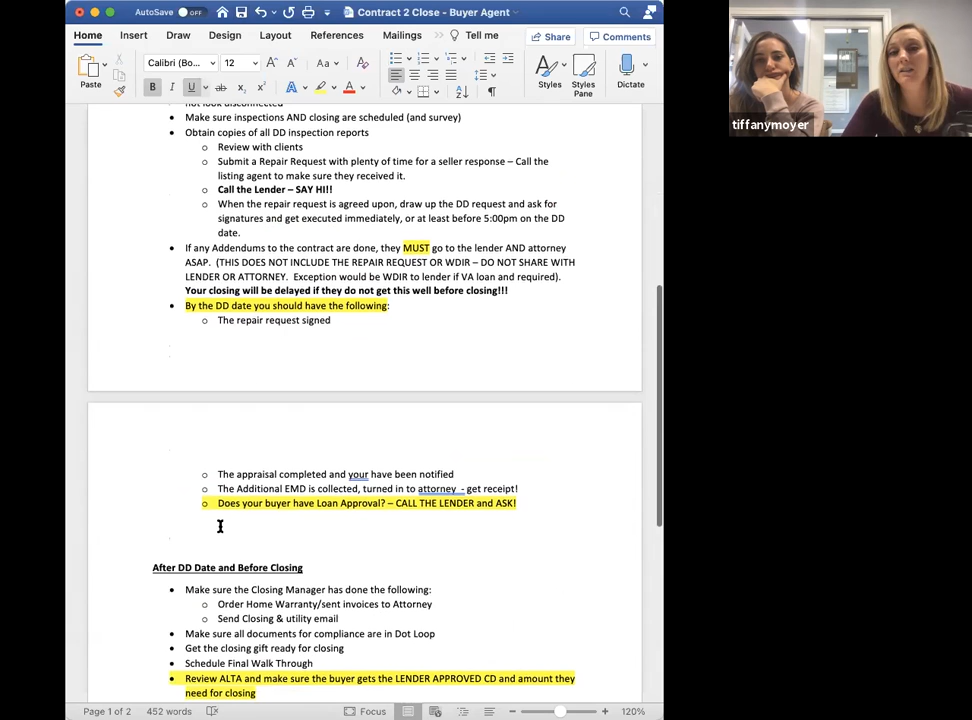 AutoSave OFF Contract 2 Close - Buyer Agent
Home Insert Draw Design Layout References Mailings Tell me Share Comments
Paste Calibri (Bo... 12 Aa Styles Styles Pane Dictate
B I U ab x₂ x² A A
not look disconnected
Make sure inspections AND closing are scheduled (and survey)
Obtain copies of all DD inspection reports
Review with clients
Submit a Repair Request with plenty of time for a seller response – Call the
listing agent to make sure they received it.
Call the Lender – SAY HI!!
When the repair request is agreed upon, draw up the DD request and ask for
signatures and get executed immediately, or at least before 5:00pm on the DD
date.
If any Addendums to the contract are done, they MUST go to the lender AND attorney
ASAP. (THIS DOES NOT INCLUDE THE REPAIR REQUEST OR WDIR – DO NOT SHARE WITH
LENDER OR ATTORNEY. Exception would be WDIR to lender if VA loan and required).
Your closing will be delayed if they do not get this well before closing!!!
By the DD date you should have the following:
The repair request signed
The appraisal completed and your have been notified
The Additional EMD is collected, turned in to attorney - get receipt!
Does your buyer have Loan Approval? – CALL THE LENDER and ASK!
After DD Date and Before Closing
Make sure the Closing Manager has done the following:
Order Home Warranty/sent invoices to Attorney
Send Closing & utility email
Make sure all documents for compliance are in Dot Loop
Get the closing gift ready for closing
Schedule Final Walk Through
Review ALTA and make sure the buyer gets the LENDER APPROVED CD and amount they
need for closing
Page 1 of 2 452 words Focus 120%
tiffanymoyer